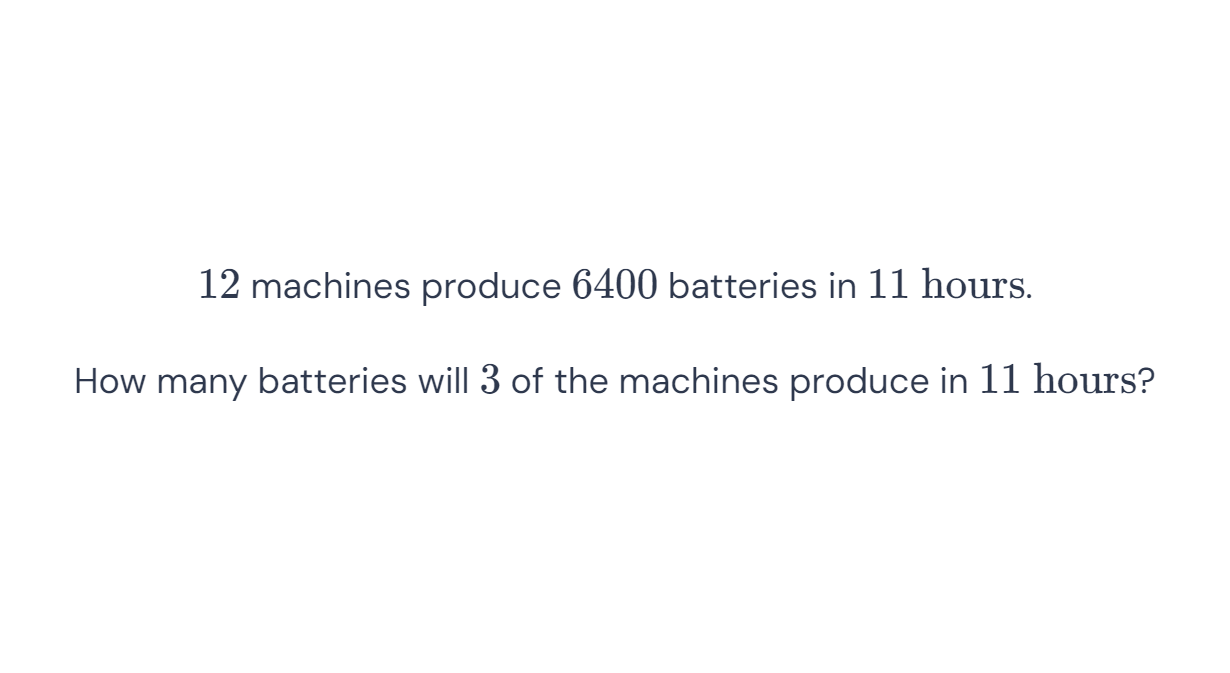 12 machines produce 6400 batteries in 11 hours.
How many batteries will 3 of the machines produce in 11 hours?